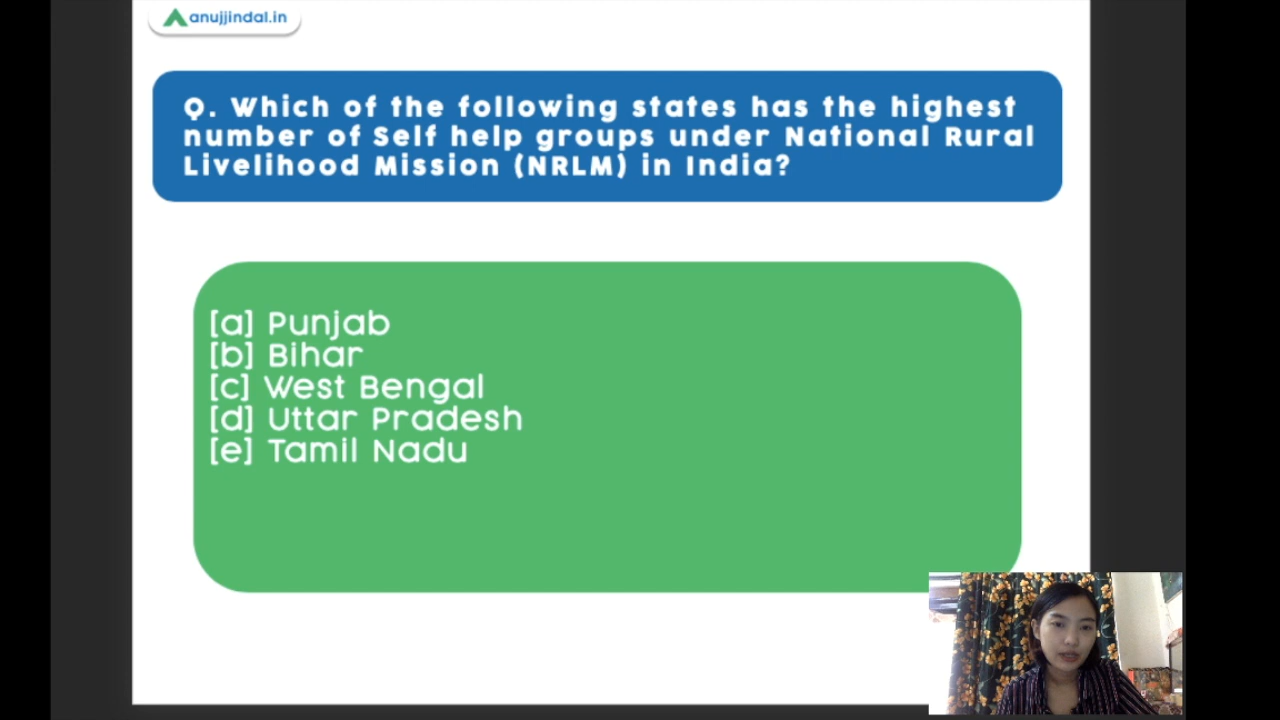 anujjindal.in
Q. Which of the following states has the highest
number of Self help groups under National Rural
Livelihood Mission (NRLM) in India?
[a] Punjab
[b] Bihar
[c] West Bengal
[d] Uttar Pradesh
[e] Tamil Nadu